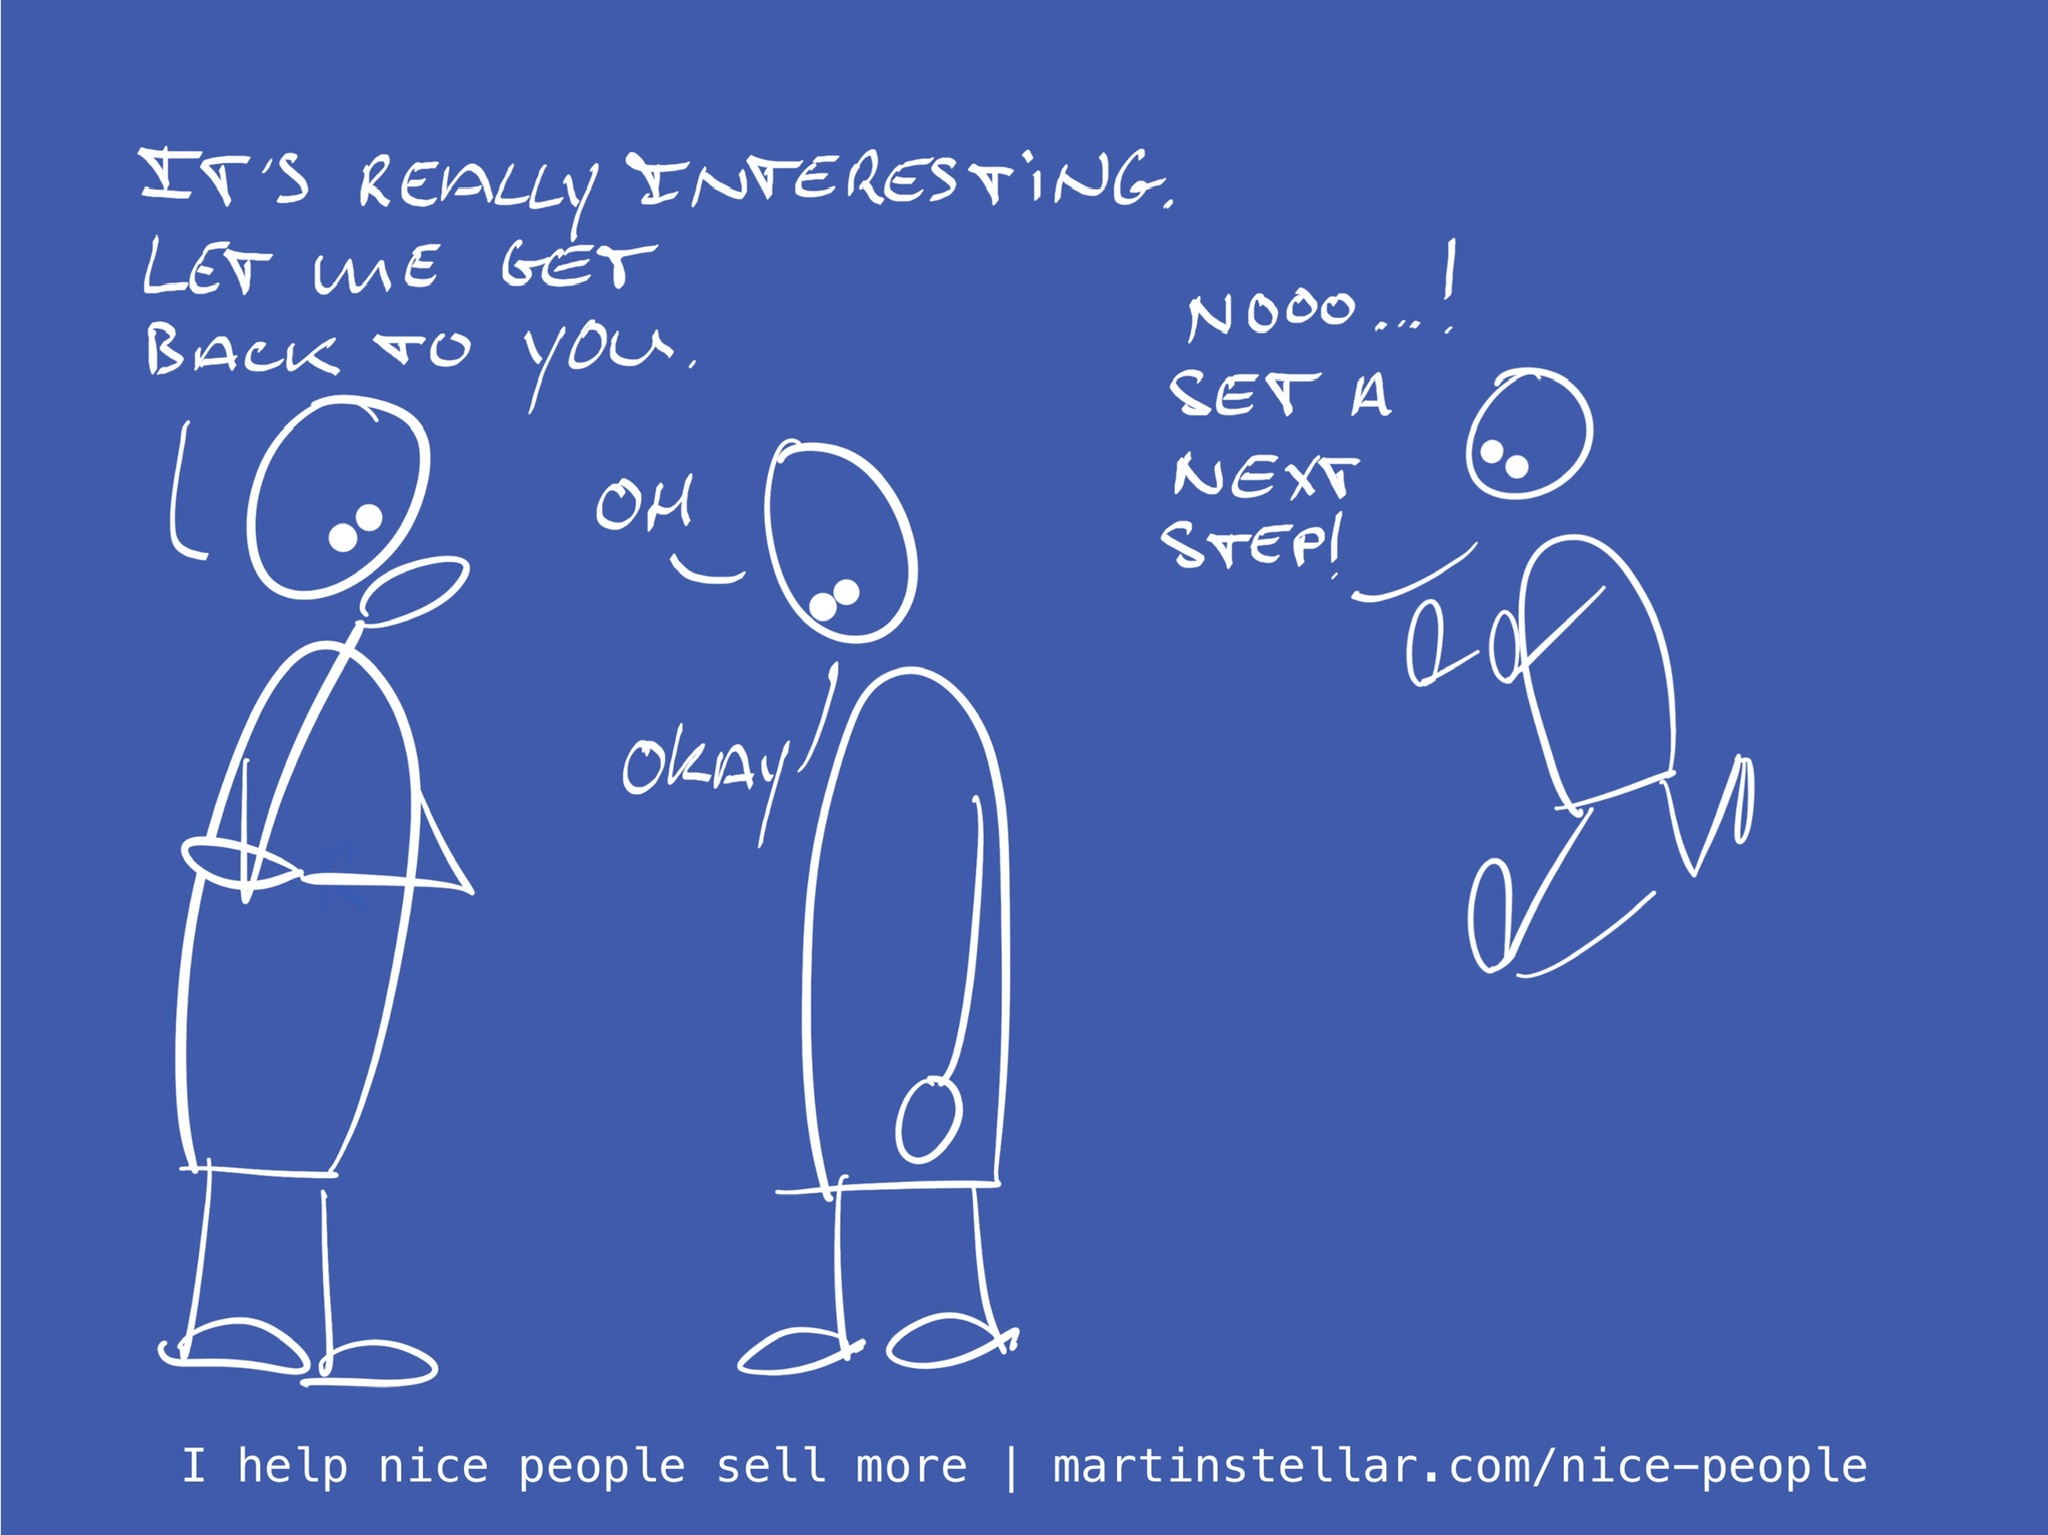 IT'S REALLY INTERESTING.
LET ME GET
BACK TO YOU.
OH
OKAY
NOOO...!
SET A
NEXT
STEP!
I help nice people sell more | martinstellar.com/nice-people